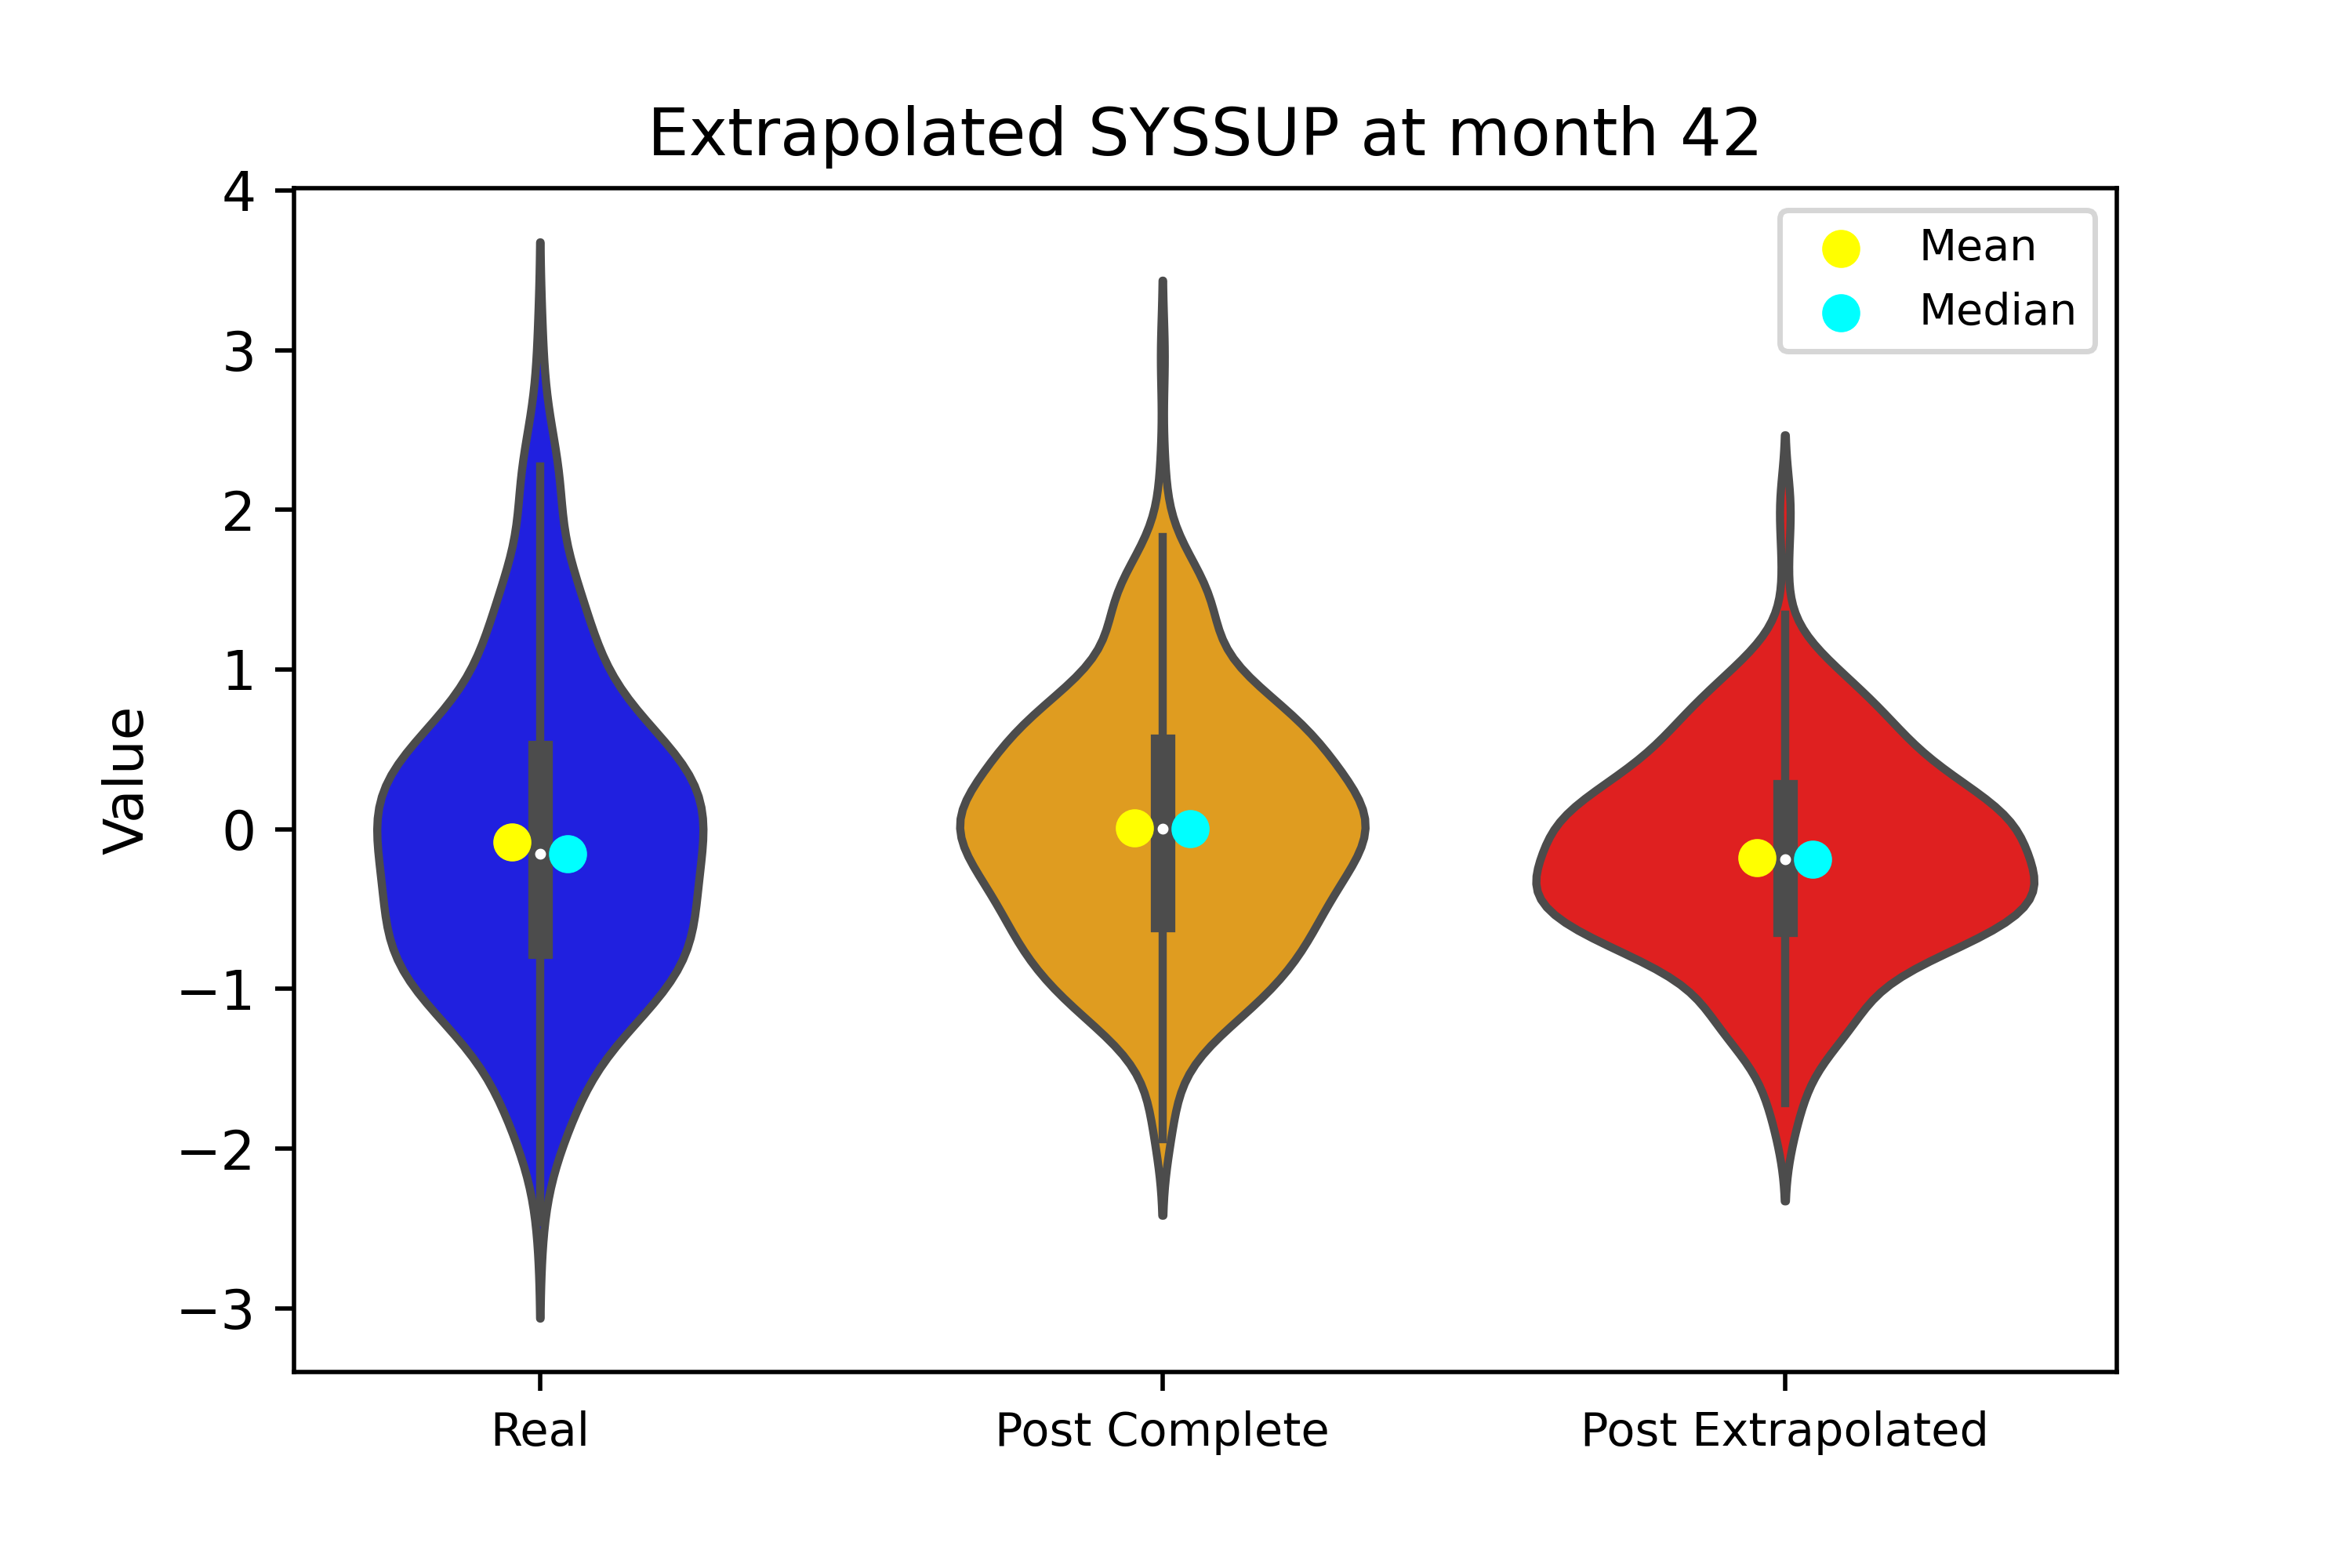 Extrapolated SYSSUP at month 42
Value
4
3
2
1
0
−1
−2
−3
Mean
Median
Real
Post Complete
Post Extrapolated